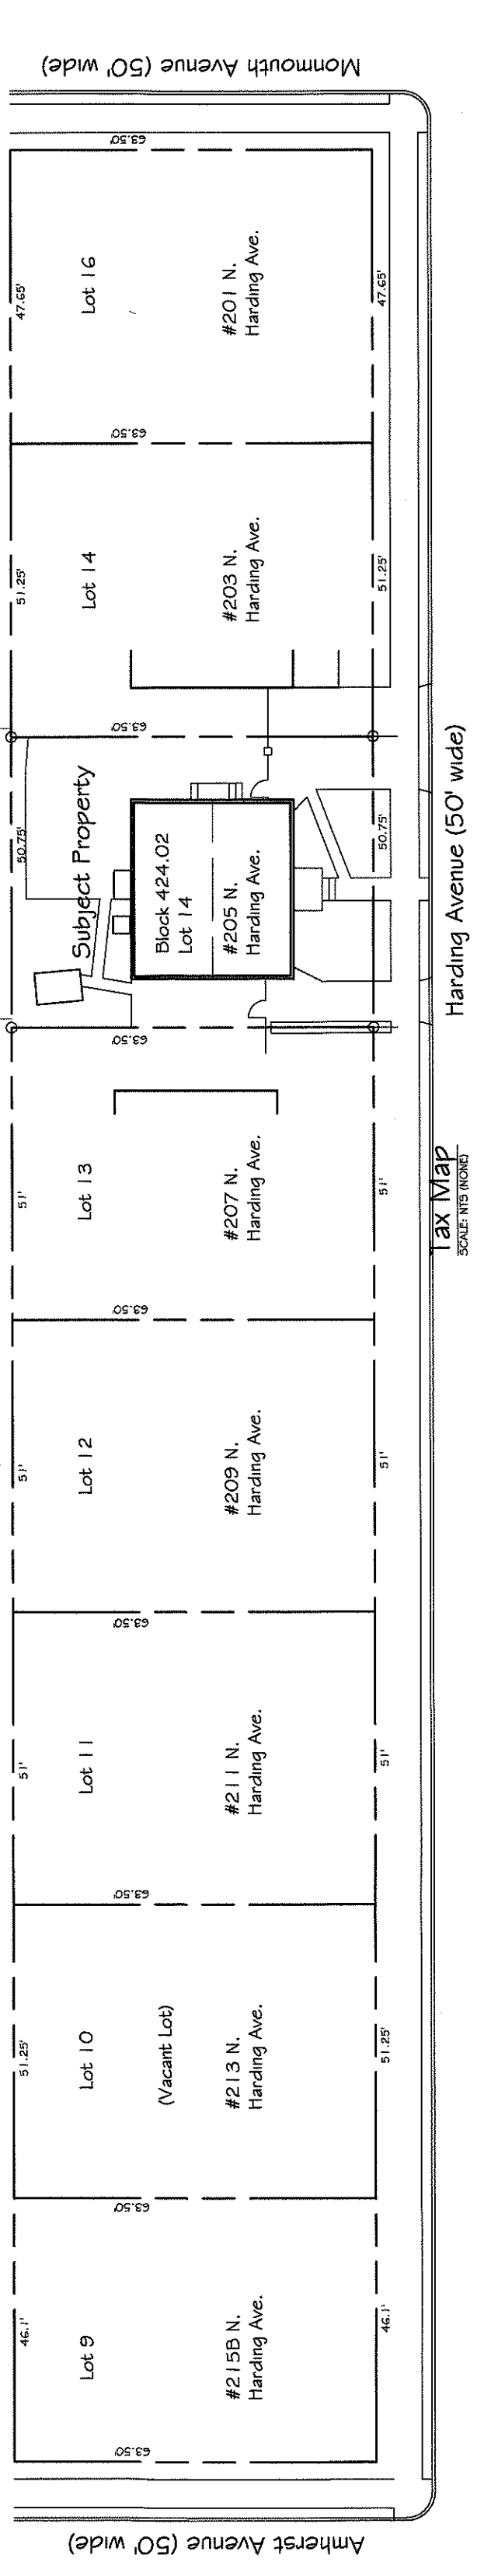 Monmouth Avenue (50' wide)
63.50'
47.65'
Lot 16
#201 N.
Harding Ave.
47.65'
63.50'
51.25'
Lot 14
#203 N.
Harding Ave.
51.25'
63.50'
50.75'
Subject Property
Block 424.02
Lot 14
#205 N.
Harding Ave.
50.75'
Harding Avenue (50' wide)
63.50'
51'
Lot 13
#207 N.
Harding Ave.
51'
Tax Map
SCALE: NTS (NONE)
63.50'
51'
Lot 12
#209 N.
Harding Ave.
51'
63.50'
51'
Lot 11
#211 N.
Harding Ave.
51'
63.50'
51.25'
Lot 10
(Vacant Lot)
#213 N.
Harding Ave.
51.25'
63.50'
46.1'
Lot 9
#215B N.
Harding Ave.
46.1'
63.50'
Amherst Avenue (50' wide)